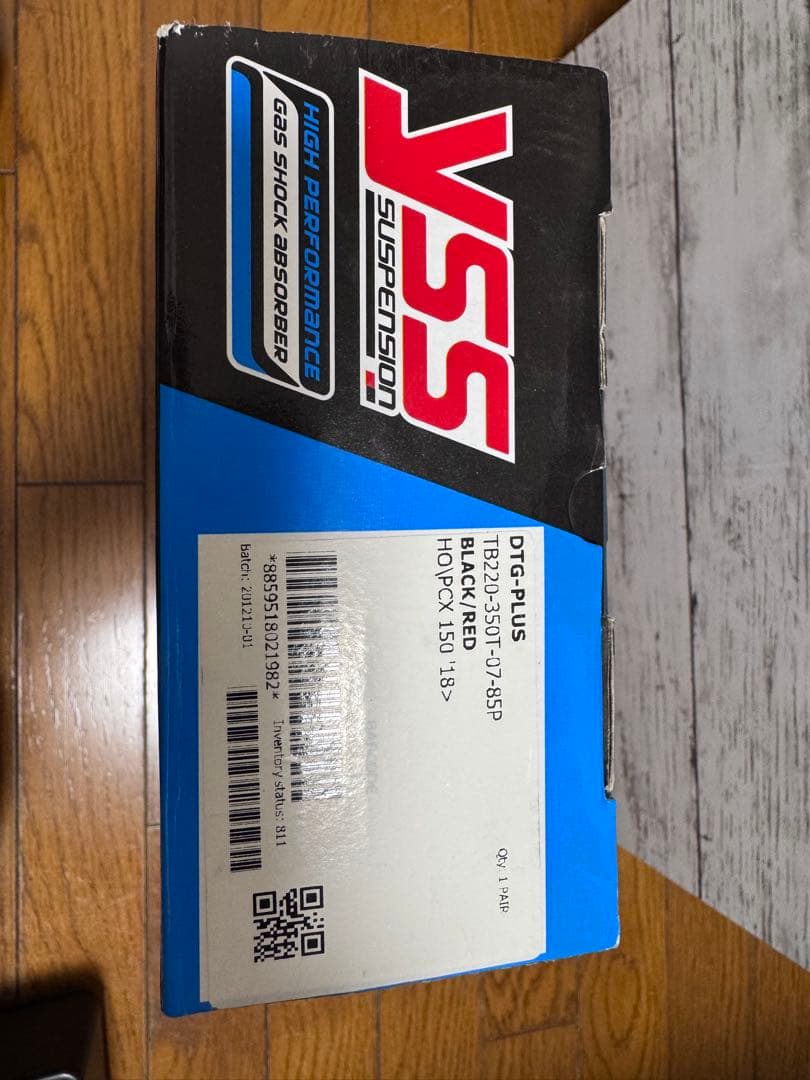 YSS
SUSPENSION
HIGH PERFORMANCE
GAS SHOCK ABSORBER
DTG-PLUS
TB220-350T-07-85P
BLACK/RED
HO\PCX 150 '18>
Qty: 1 PAIR
*8859518021982*
Inventory status: 811
Batch: 201210-01